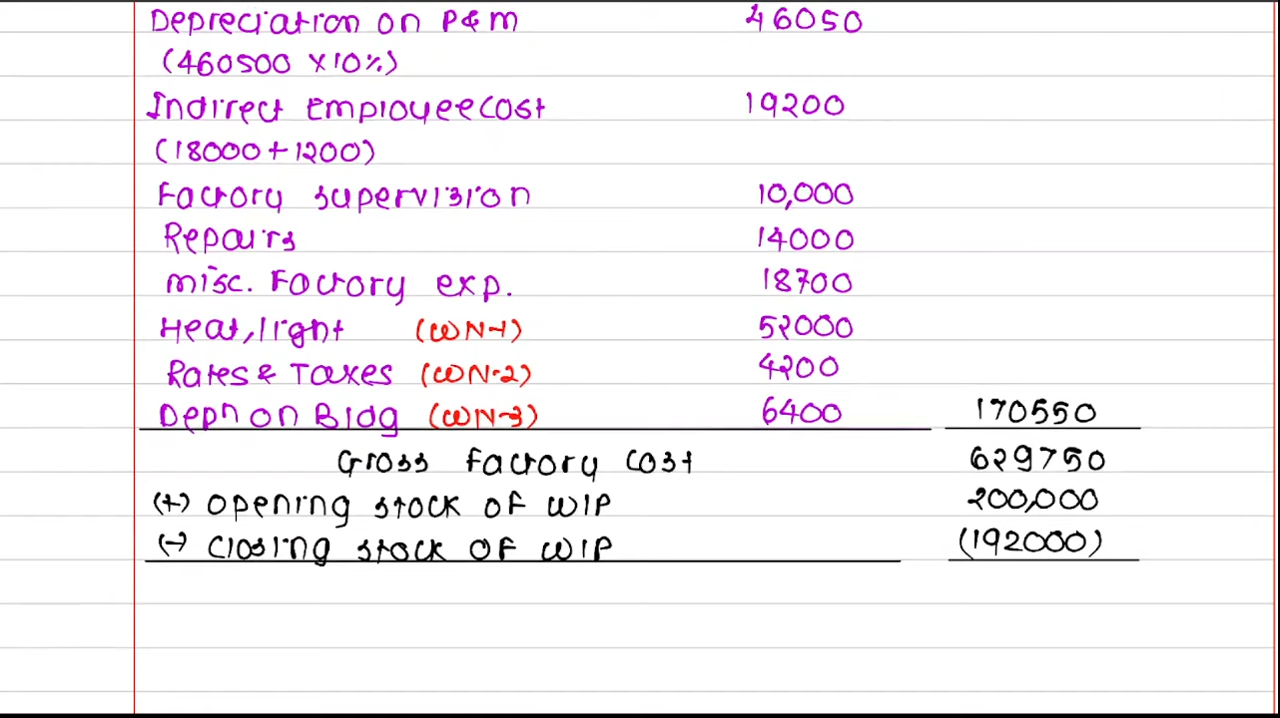 Depreciation on P&M 46050
(460500 x10%)
Indirect Employee Cost 19200
(18000+1200)
Factory supervision 10,000
Repairs 14000
misc. Factory exp. 18700
Heat, light (WN-1) 52000
Rates & Taxes (WN-2) 4200
Deph on Bldg (WN-3) 6400 170550
Gross factory cost 629750
(+) Opening stock of WIP 200,000
(-) Closing stock OF WIP (192000)